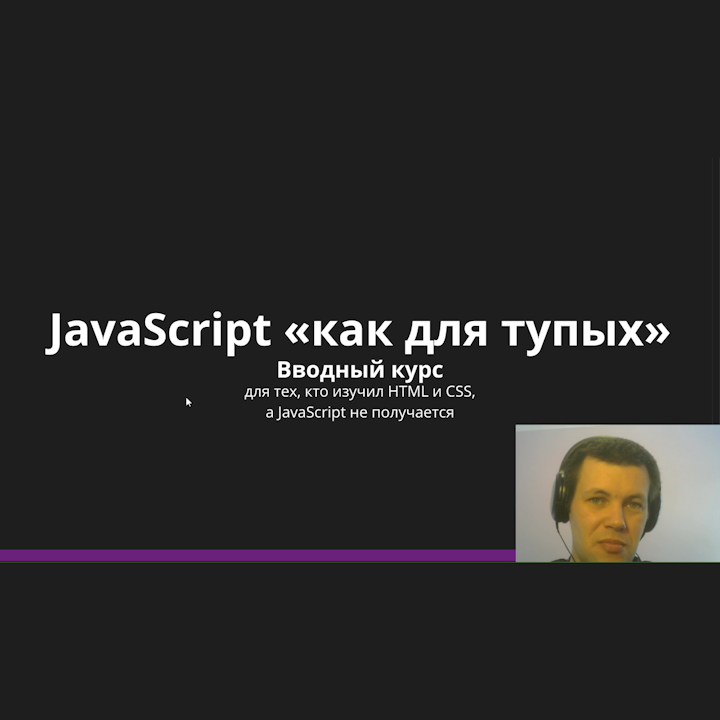 JavaScript «как для тупых»
Вводный курс
для тех, кто изучил HTML и CSS,
а JavaScript не получается